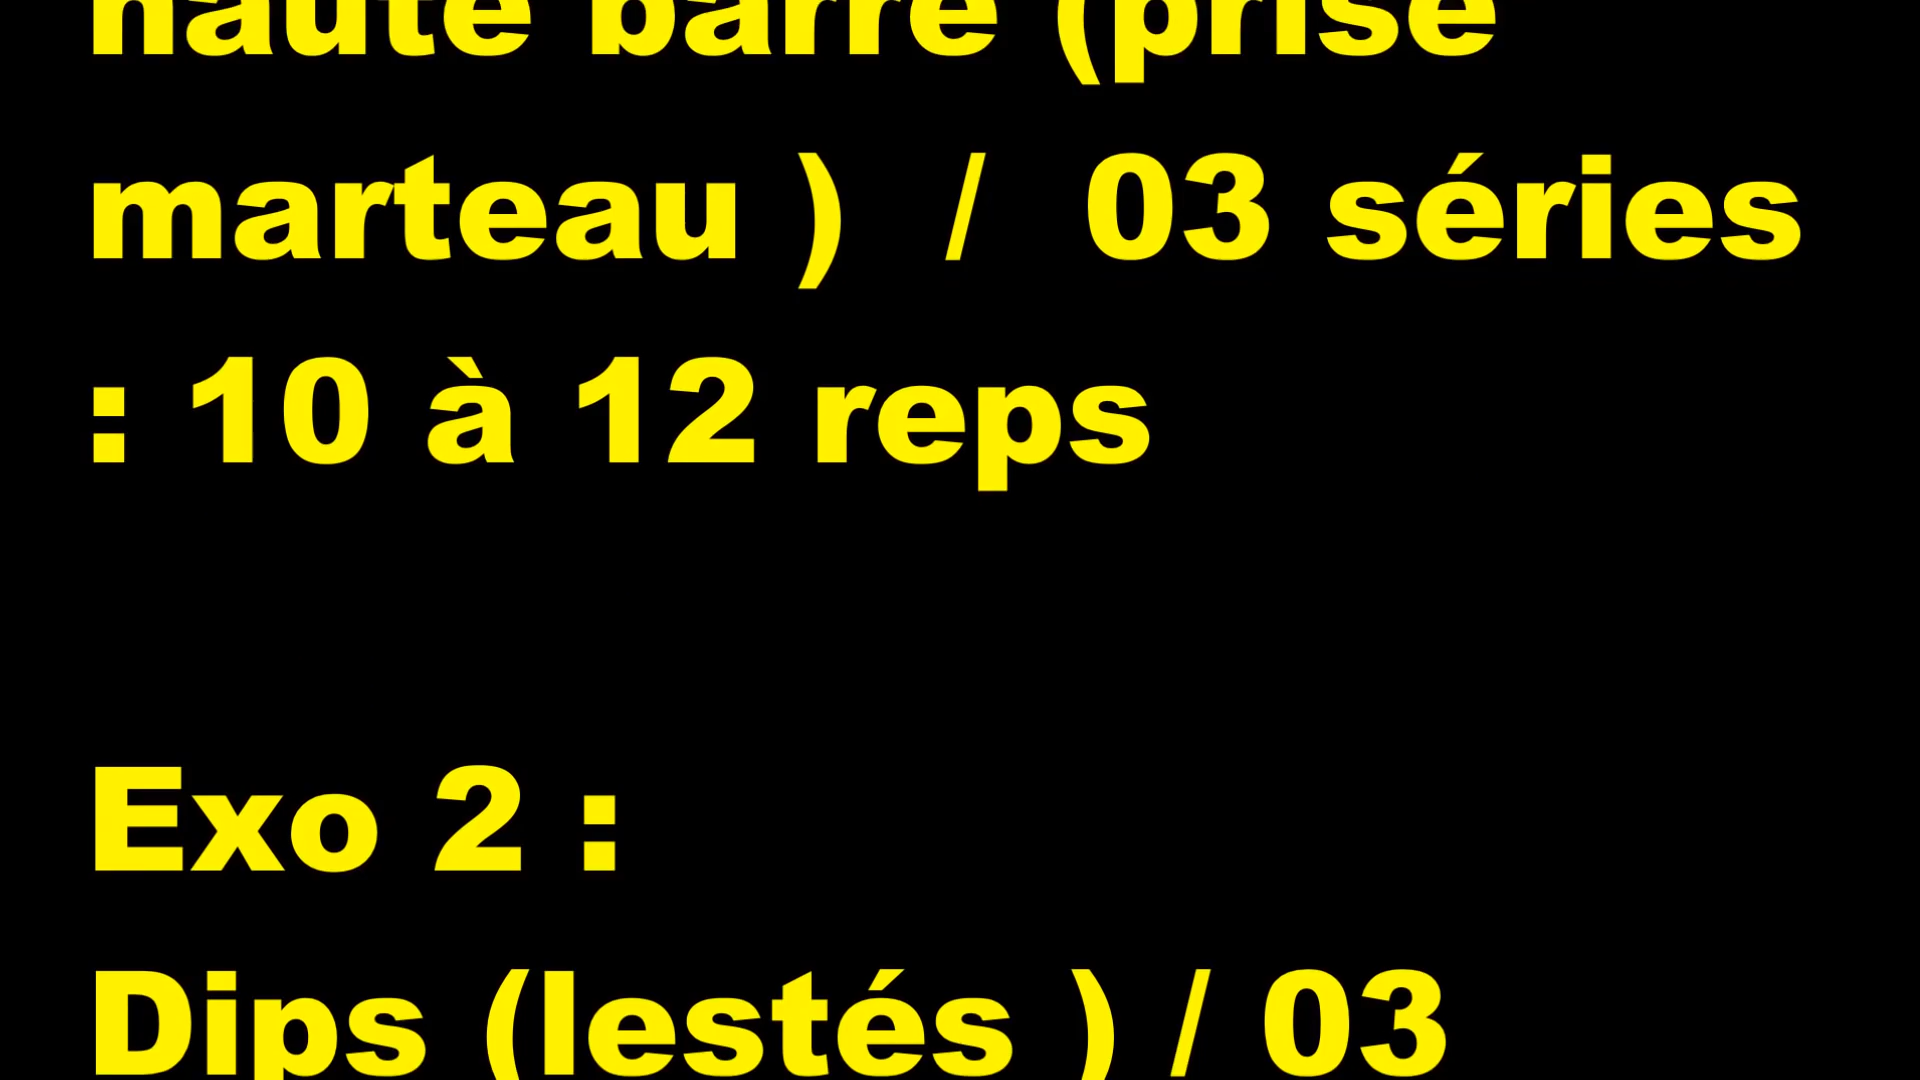 haute barre (prise
marteau ) / 03 séries
: 10 à 12 reps
Exo 2 :
Dips (lestés ) / 03